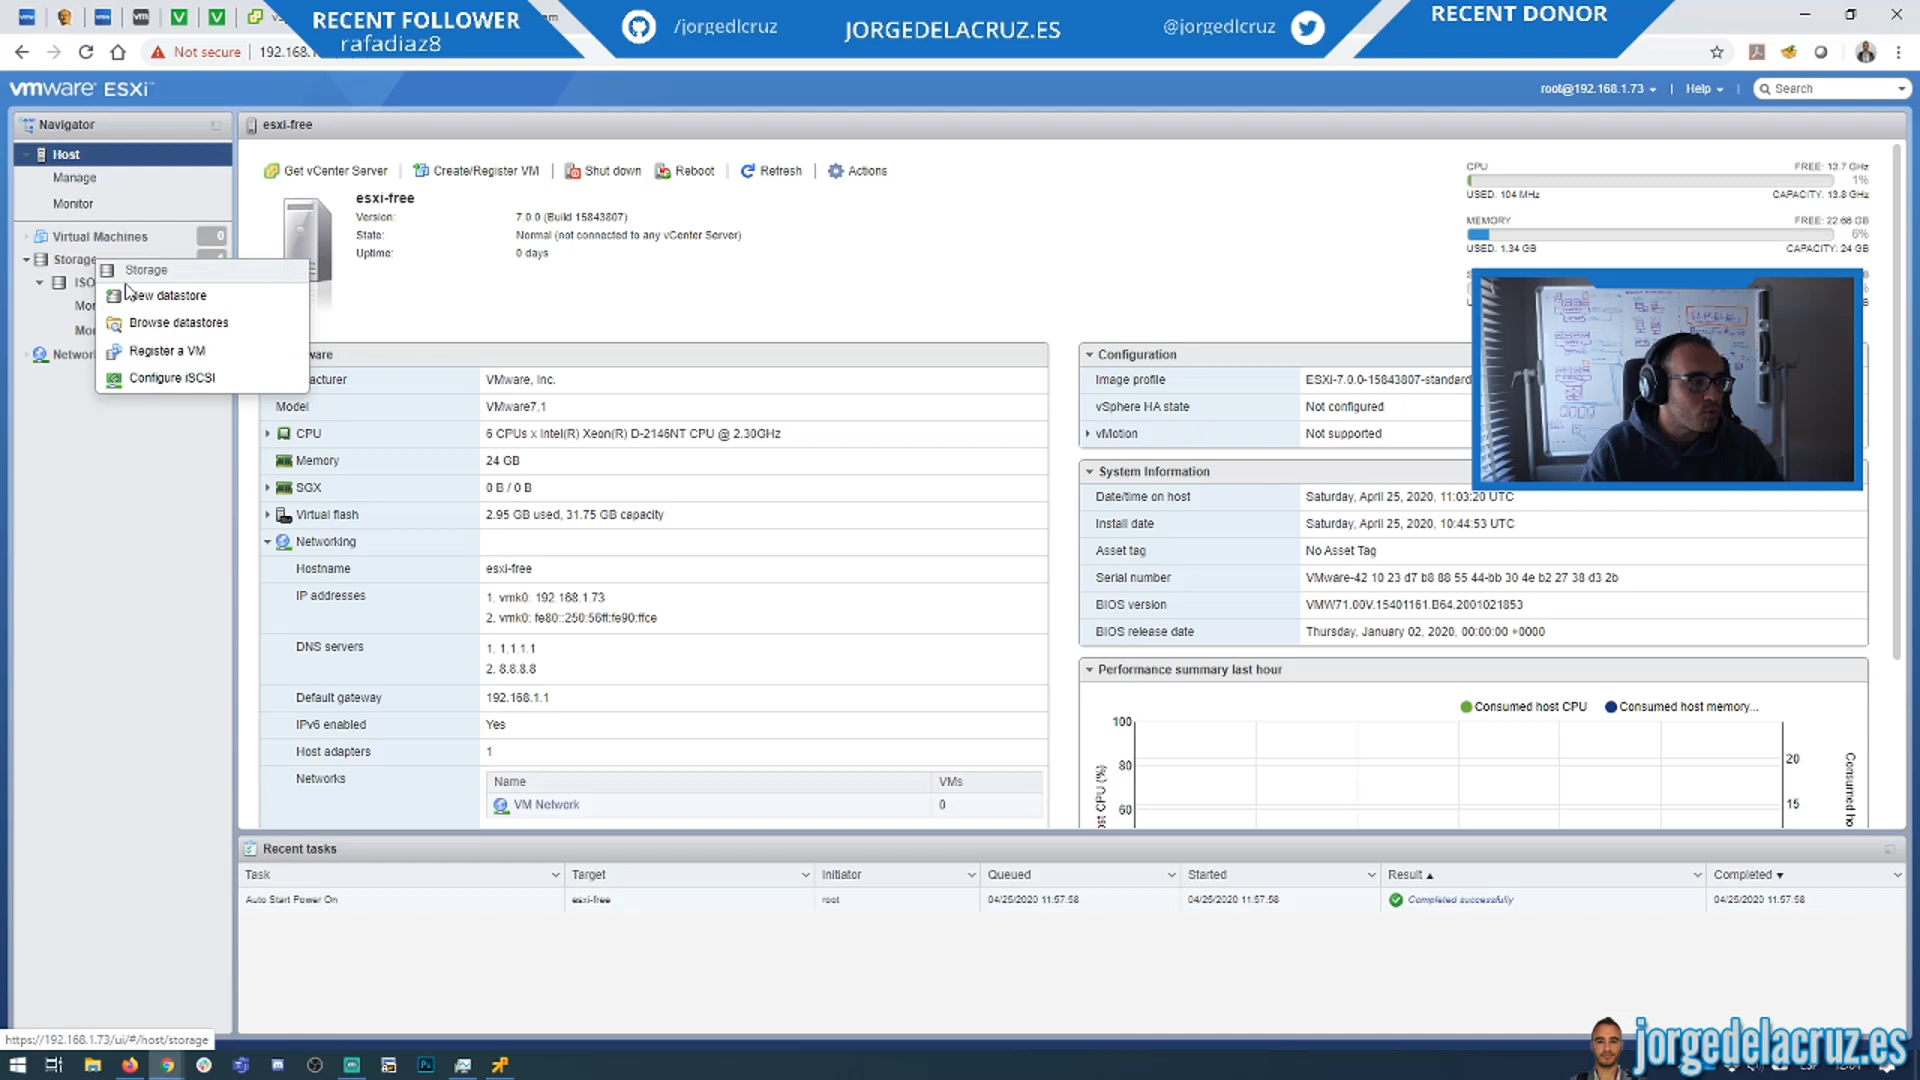 RECENT FOLLOWER
rafadiaz8
/jorgedlcruz
JORGEDELACRUZ.ES
@jorgedlcruz
RECENT DONOR
Not secure
192.168.
vmware ESXi
root@192.168.1.73
Help
Search
Navigator
Host
Manage
Monitor
Virtual Machines
0
Storage
ISO
Mo
Mo
Networ
Storage
New datastore
Browse datastores
Register a VM
Configure iSCSI
esxi-free
Get vCenter Server
Create/Register VM
Shut down
Reboot
Refresh
Actions
esxi-free
Version:
7.0.0 (Build 15843807)
State:
Normal (not connected to any vCenter Server)
Uptime:
0 days
CPU
FREE: 13.7 GHz
1%
USED: 104 MHz
CAPACITY: 13.8 GHz
MEMORY
FREE: 22.66 GB
6%
USED: 1.34 GB
CAPACITY: 24 GB
ware
acturer
VMware, Inc.
Model
VMware7,1
CPU
6 CPUs x Intel(R) Xeon(R) D-2146NT CPU @ 2.30GHz
Memory
24 GB
SGX
0 B / 0 B
Virtual flash
2.95 GB used, 31.75 GB capacity
Networking
Hostname
esxi-free
IP addresses
1. vmk0: 192.168.1.73
2. vmk0: fe80::250:56ff:fe90:ffce
DNS servers
1. 1.1.1.1
2. 8.8.8.8
Default gateway
192.168.1.1
IPv6 enabled
Yes
Host adapters
1
Networks
Name
VMs
VM Network
0
Configuration
Image profile
ESXi-7.0.0-15843807-standard
vSphere HA state
Not configured
vMotion
Not supported
System Information
Date/time on host
Saturday, April 25, 2020, 11:03:20 UTC
Install date
Saturday, April 25, 2020, 10:44:53 UTC
Asset tag
No Asset Tag
Serial number
VMware-42 10 23 d7 b8 88 55 44-bb 30 4e b2 27 38 d3 2b
BIOS version
VMW71.00V.15401161.B64.2001021853
BIOS release date
Thursday, January 02, 2020, 00:00:00 +0000
Performance summary last hour
Consumed host CPU
Consumed host memory...
100
80
60
20
15
ost CPU (%)
Consumed ho
Recent tasks
Task
Target
Initiator
Queued
Started
Result
Completed
Auto Start Power On
esxi-free
root
04/25/2020 11:57:58
04/25/2020 11:57:58
Completed successfully
04/25/2020 11:57:58
https://192.168.1.73/ui/#/host/storage
jorgedelacruz.es